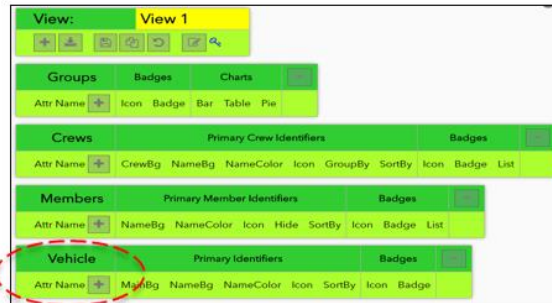 View: View 1
Groups Badges Charts
Attr Name + Icon Badge Bar Table Pie
Crews Primary Crew Identifiers Badges
Attr Name + CrewBg NameBg NameColor Icon GroupBy SortBy Icon Badge List
Members Primary Member Identifiers Badges
Attr Name + NameBg NameColor Icon Hide SortBy Icon Badge List
Vehicle Primary Identifiers Badges
Attr Name + MainBg NameBg NameColor Icon SortBy Icon Badge